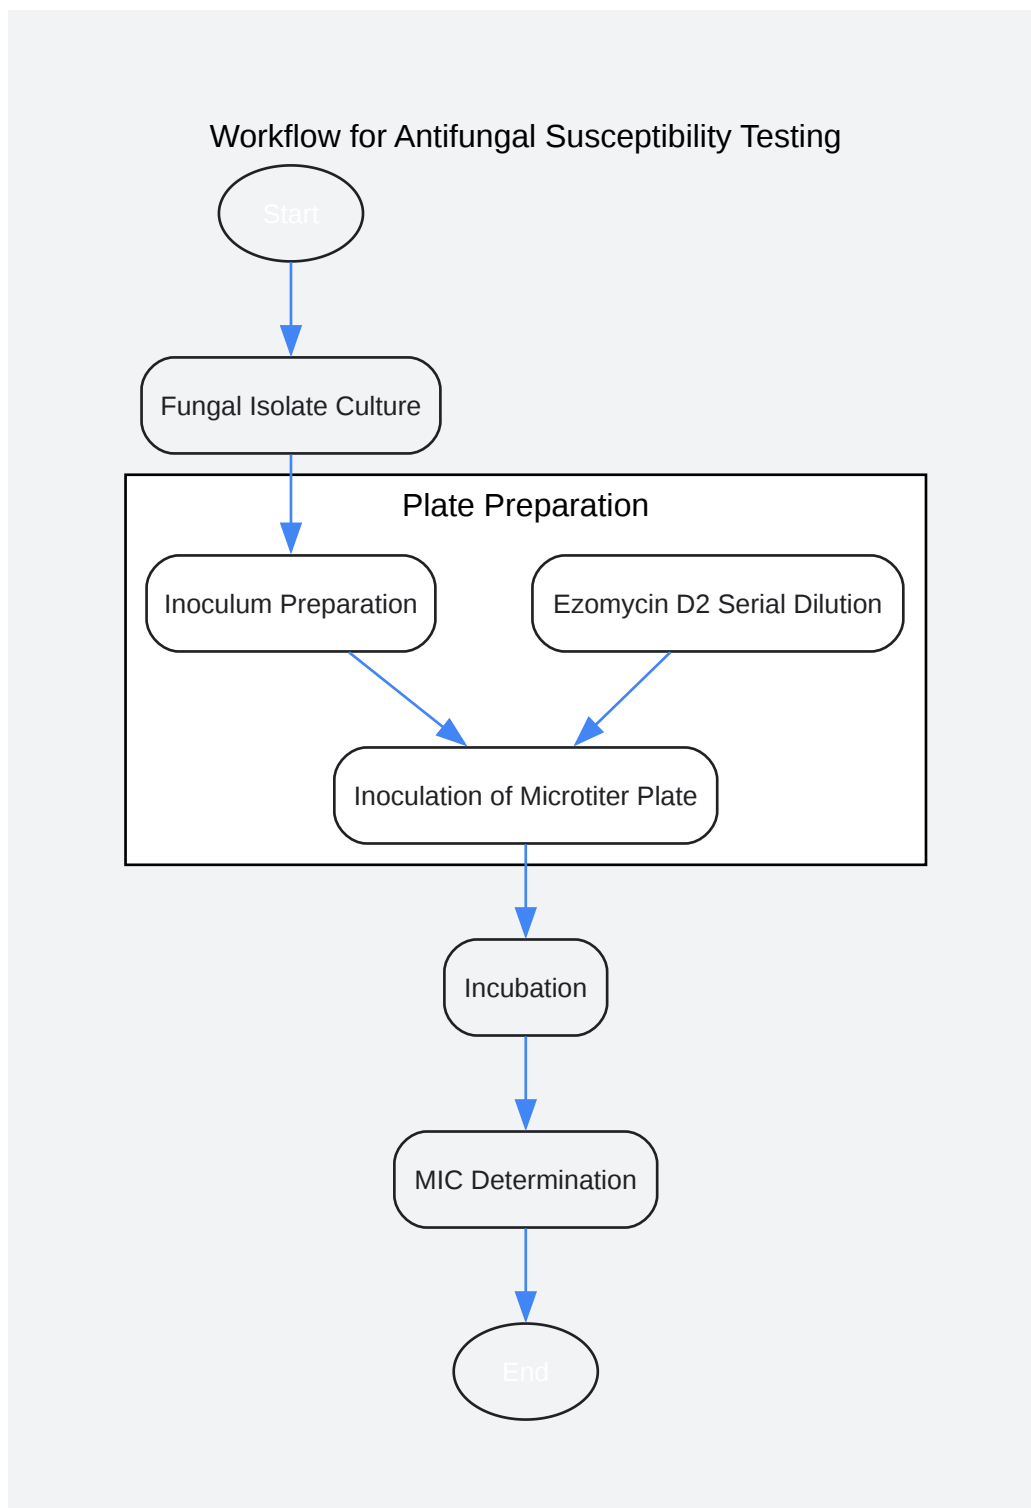 Workflow for Antifungal Susceptibility Testing
Start
Fungal Isolate Culture
Plate Preparation
Inoculum Preparation
Ezomycin D2 Serial Dilution
Inoculation of Microtiter Plate
Incubation
MIC Determination
End